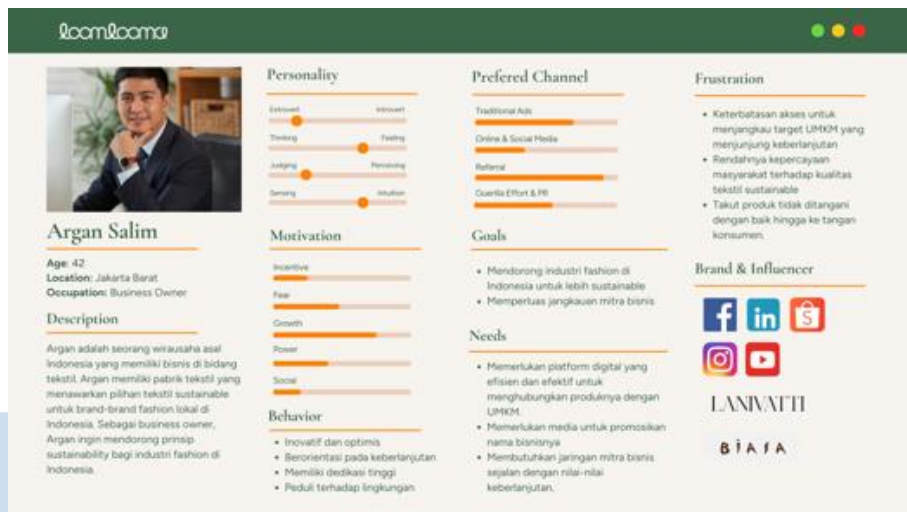 loomlooma
Argan Salim
Age: 42
Location: Jakarta Barat
Occupation: Business Owner
Description
Argan adalah seorang wirausaha asal
Indonesia yang memiliki bisnis di bidang
tekstil. Argan memiliki pabrik tekstil yang
menawarkan pilihan tekstil sustainable
untuk brand-brand fashion lokal di
Indonesia. Sebagai business owner,
Argan ingin mendorong prinsip
sustainability bagi industri fashion di
Indonesia
Personality
Extrovert Introvert
Thinking Feeling
Judging Perceiving
Sensing Intuition
Motivation
Incentive
Fear
Growth
Power
Social
Behavior
• Inovatif dan optimis
• Berorientasi pada keberlanjutan
• Memiliki dedikasi tinggi
• Peduli terhadap lingkungan
Prefered Channel
Traditional Ads
Online & Social Media
Referral
Guerilla Effort & PR
Goals
• Mendorong industri fashion di
Indonesia untuk lebih sustainable
• Memperluas jangkauan mitra bisnis
Needs
• Memerlukan platform digital yang
efisien dan efektif untuk
menghubungkan produknya dengan
UMKM.
• Memerlukan media untuk promosikan
nama bisnisnya
• Membutuhkan jaringan mitra bisnis
sejalan dengan nilai-nilai
keberlanjutan.
Frustration
• Keterbatasan akses untuk
menjangkau target UMKM yang
menjunjung keberlanjutan
• Rendahnya kepercayaan
masyarakat terhadap kualitas
tekstil sustainable
• Takut produk tidak ditangani
dengan baik hingga ke tangan
konsumen.
Brand & Influencer
f in S
LANIVATTI
BIASA